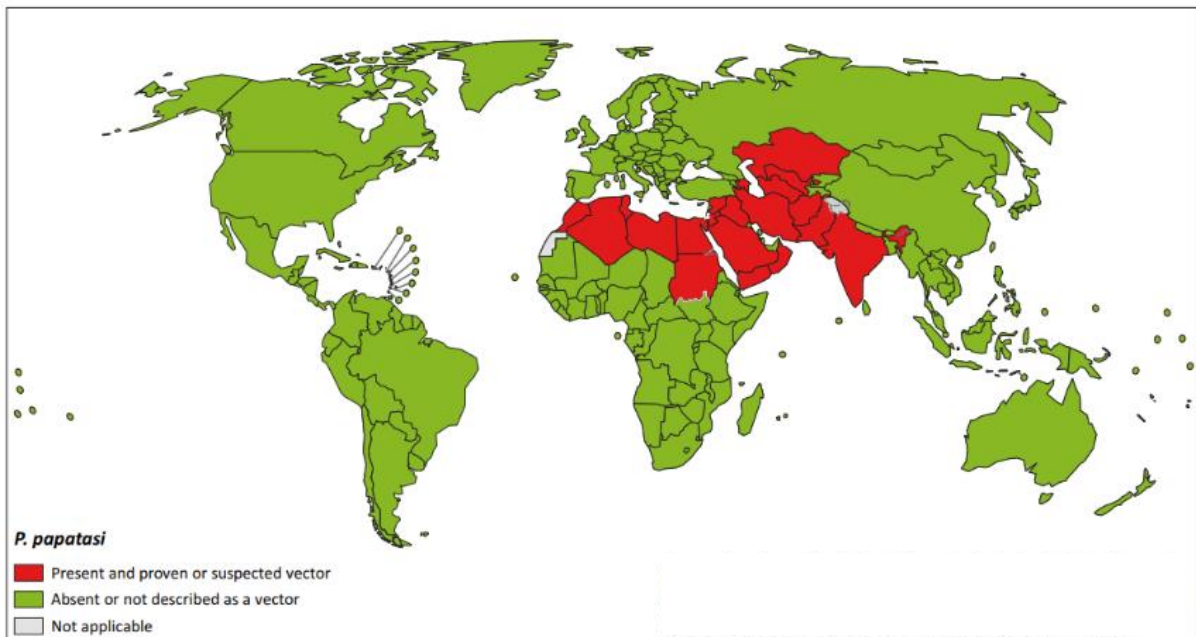 P. papatasi
Present and proven or suspected vector
Absent or not described as a vector
Not applicable